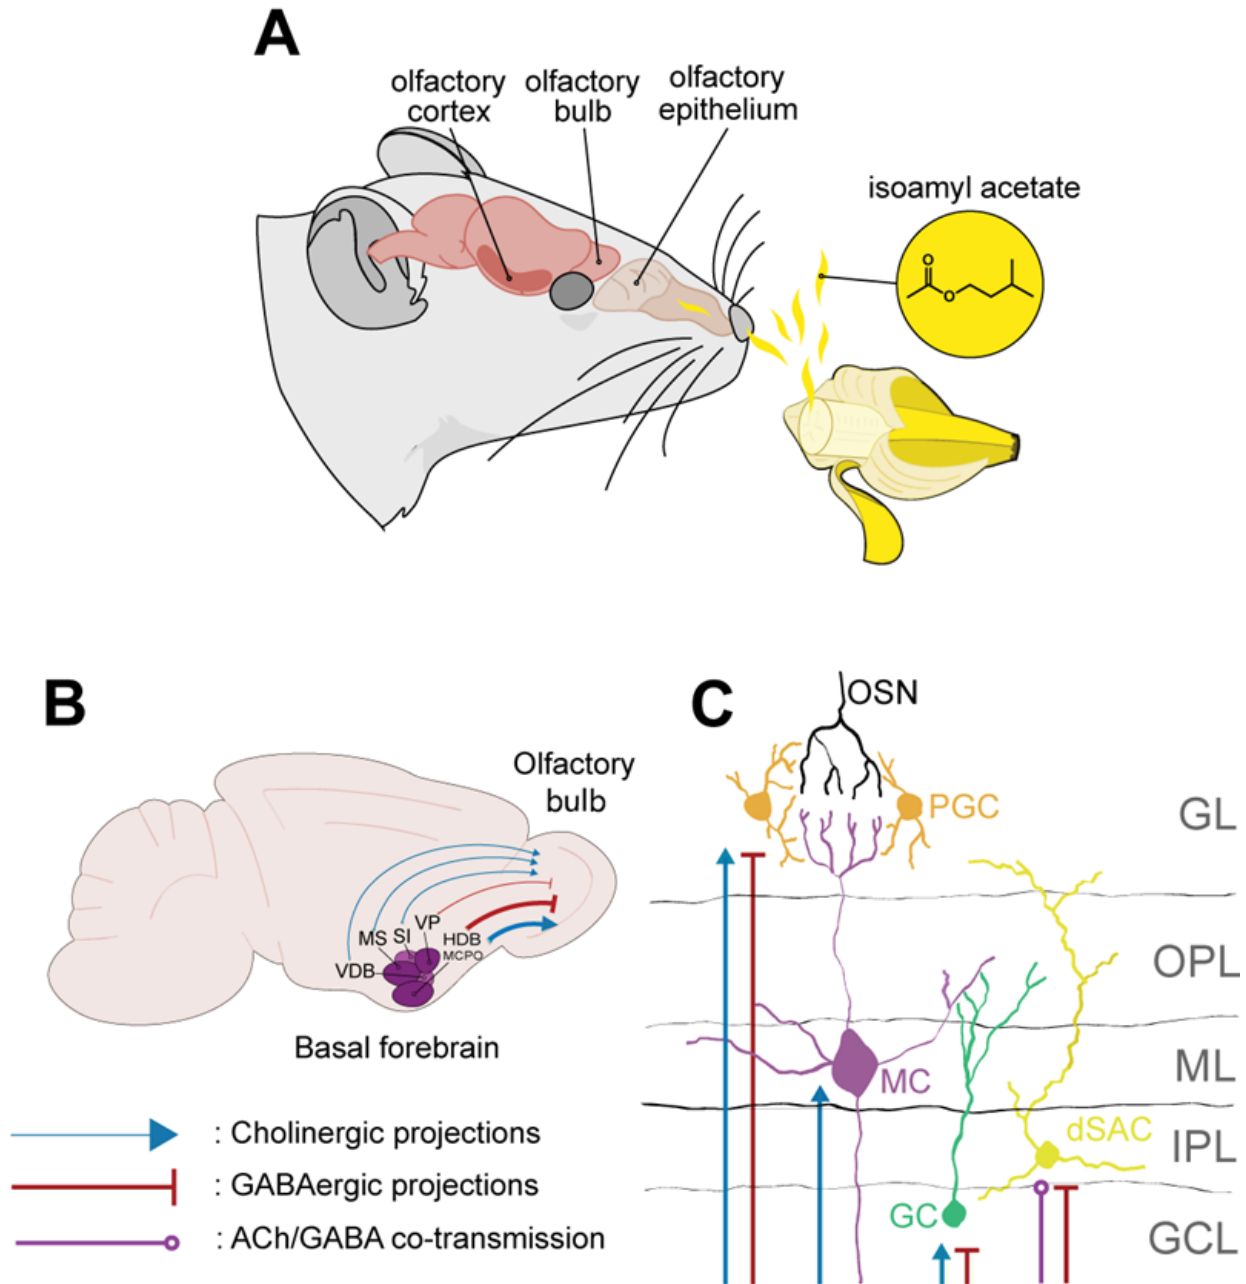 A
olfactory
cortex
olfactory
bulb
olfactory
epithelium
isoamyl acetate
O
O
B
Olfactory
bulb
VP
MS
SI
HDB
MCPO
VDB
Basal forebrain
: Cholinergic projections
: GABAergic projections
: ACh/GABA co-transmission
C
OSN
PGC
GL
OPL
MC
ML
dSAC
IPL
GC
GCL